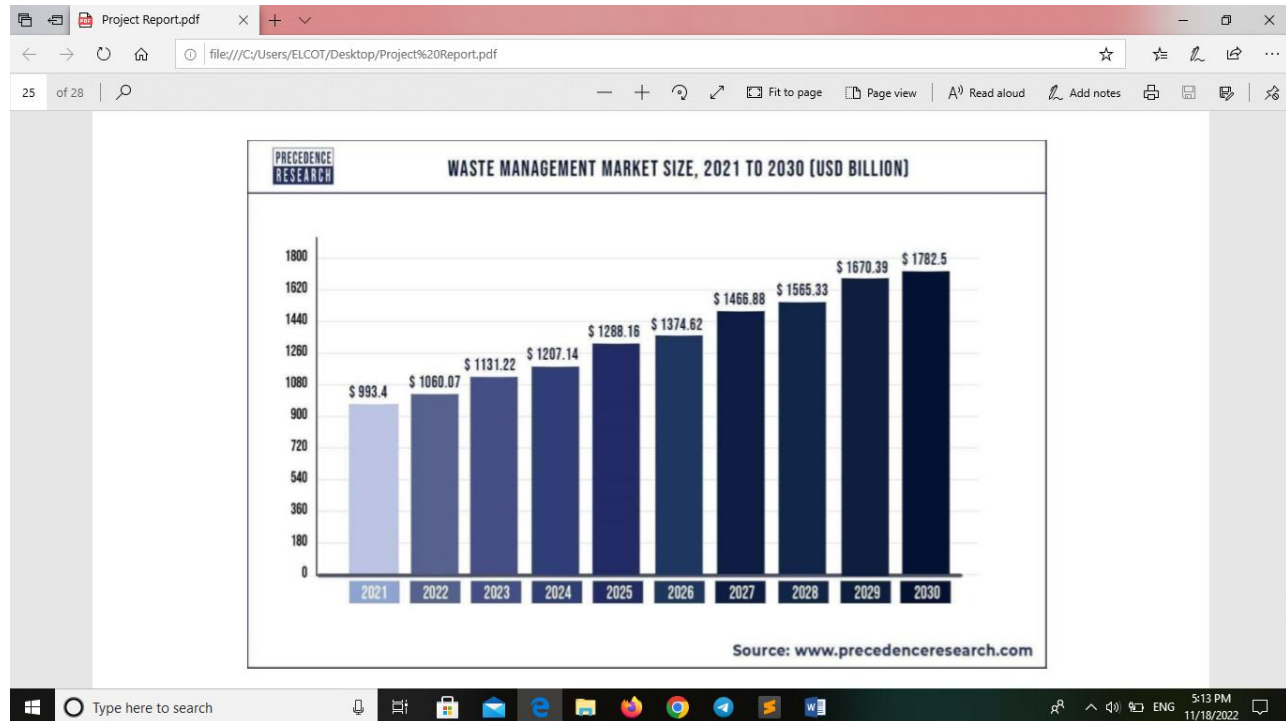 Project Report.pdf
file:///C:/Users/ELCOT/Desktop/Project%20Report.pdf
25 of 28
Fit to page
Page view
Read aloud
Add notes
PRECEDENCE
RESEARCH
WASTE MANAGEMENT MARKET SIZE, 2021 TO 2030 (USD BILLION)
1800
1620
1440
1260
1080
900
720
540
360
180
0
$ 993.4
$ 1060.07
$ 1131.22
$ 1207.14
$ 1288.16
$ 1374.62
$ 1466.88
$ 1565.33
$ 1670.39
$ 1782.5
2021 2022 2023 2024 2025 2026 2027 2028 2029 2030
Source: www.precedenceresearch.com
Type here to search
ENG
5:13 PM
11/18/2022